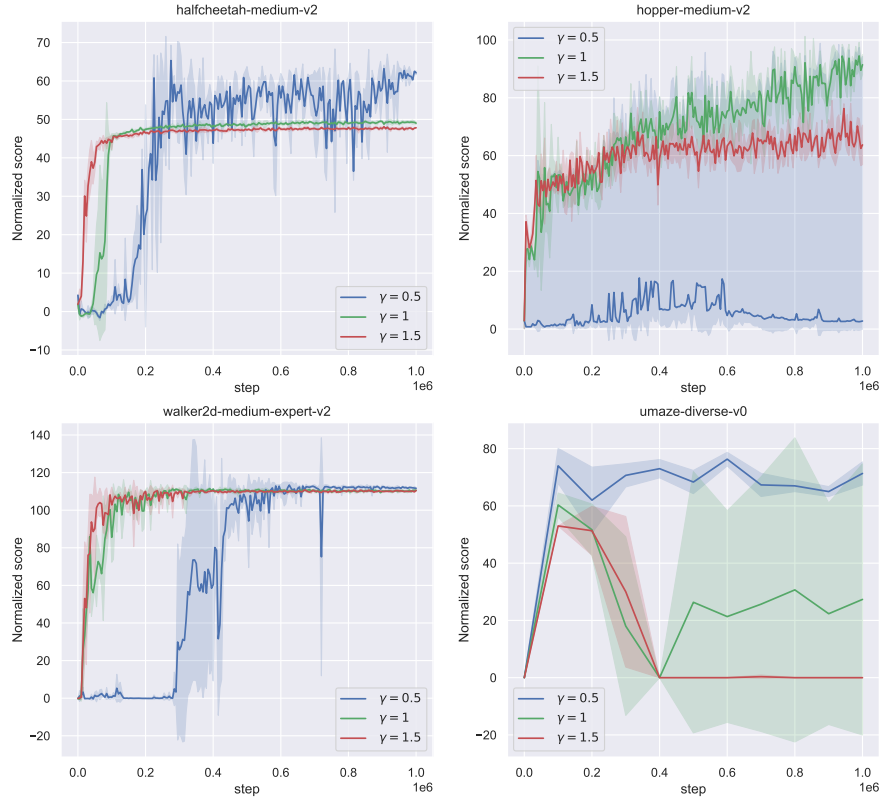 halfcheetah-medium-v2
Normalized score
70
60
50
40
30
20
10
0
−10
γ = 0.5
γ = 1
γ = 1.5
0.0 0.2 0.4 0.6 0.8 1.0
step
1e6
hopper-medium-v2
Normalized score
100
80
60
40
20
0
γ = 0.5
γ = 1
γ = 1.5
0.0 0.2 0.4 0.6 0.8 1.0
step
1e6
walker2d-medium-expert-v2
Normalized score
140
120
100
80
60
40
20
0
−20
γ = 0.5
γ = 1
γ = 1.5
0.0 0.2 0.4 0.6 0.8 1.0
step
1e6
umaze-diverse-v0
Normalized score
80
60
40
20
0
−20
γ = 0.5
γ = 1
γ = 1.5
0.0 0.2 0.4 0.6 0.8 1.0
step
1e6